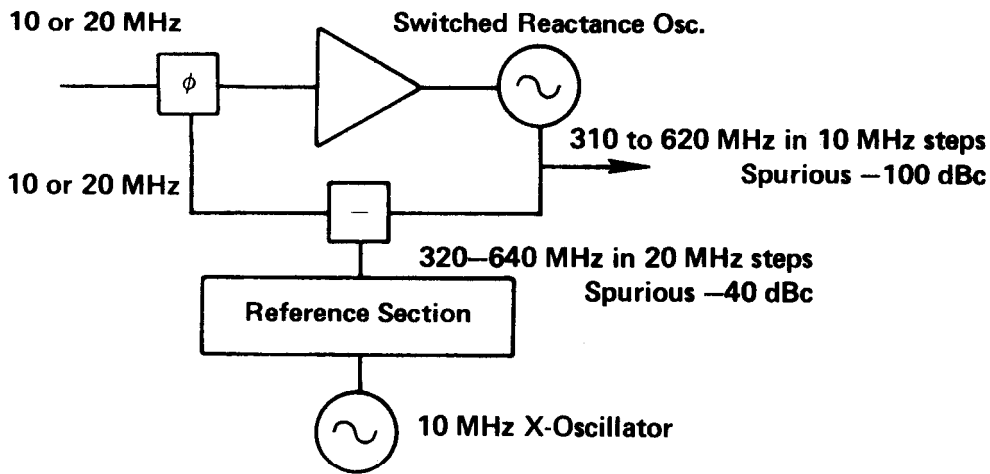 10 or 20 MHz
Switched Reactance Osc.
ϕ
310 to 620 MHz in 10 MHz steps
Spurious —100 dBc
10 or 20 MHz
—
320—640 MHz in 20 MHz steps
Spurious —40 dBc
Reference Section
10 MHz X-Oscillator